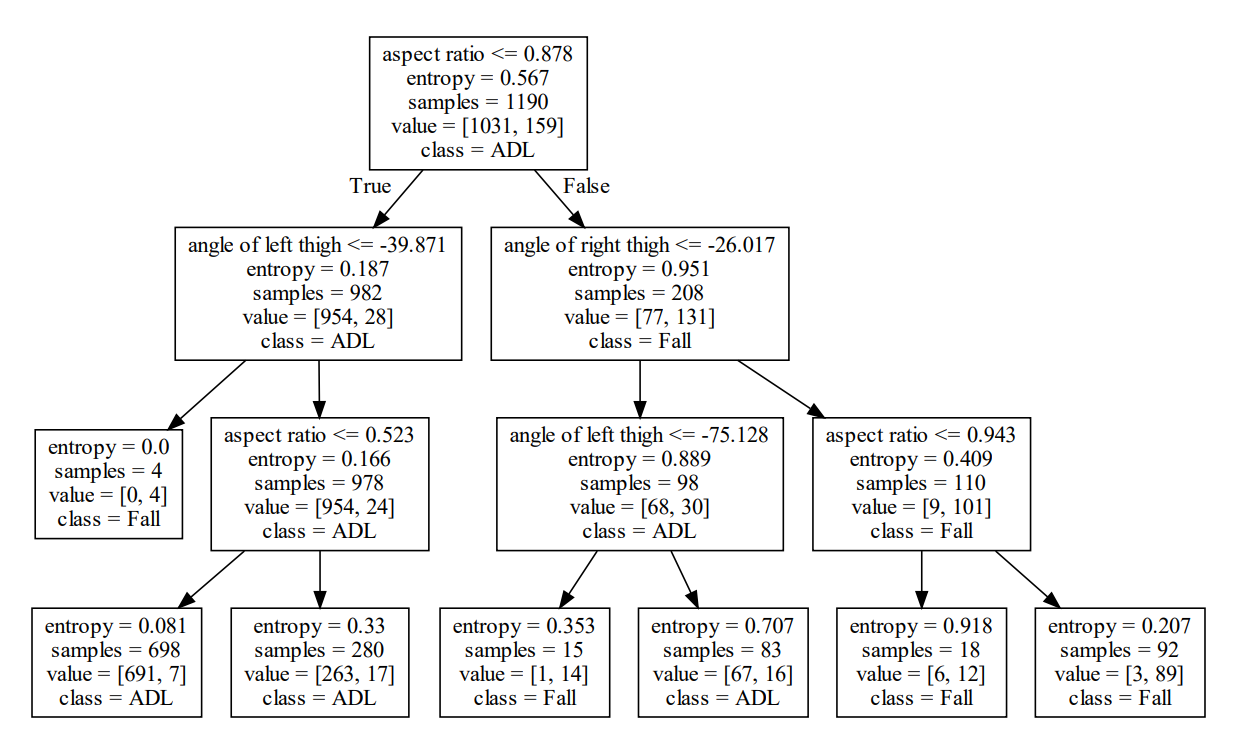 aspect ratio <= 0.878
entropy = 0.567
samples = 1190
value = [1031, 159]
class = ADL
True
False
angle of left thigh <= -39.871
entropy = 0.187
samples = 982
value = [954, 28]
class = ADL
angle of right thigh <= -26.017
entropy = 0.951
samples = 208
value = [77, 131]
class = Fall
entropy = 0.0
samples = 4
value = [0, 4]
class = Fall
aspect ratio <= 0.523
entropy = 0.166
samples = 978
value = [954, 24]
class = ADL
angle of left thigh <= -75.128
entropy = 0.889
samples = 98
value = [68, 30]
class = ADL
aspect ratio <= 0.943
entropy = 0.409
samples = 110
value = [9, 101]
class = Fall
entropy = 0.081
samples = 698
value = [691, 7]
class = ADL
entropy = 0.33
samples = 280
value = [263, 17]
class = ADL
entropy = 0.353
samples = 15
value = [1, 14]
class = Fall
entropy = 0.707
samples = 83
value = [67, 16]
class = ADL
entropy = 0.918
samples = 18
value = [6, 12]
class = Fall
entropy = 0.207
samples = 92
value = [3, 89]
class = Fall